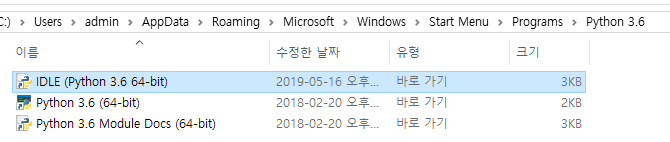 C:) > Users > admin > AppData > Roaming > Microsoft > Windows > Start Menu > Programs > Python 3.6
이름 수정한 날짜 유형 크기
IDLE (Python 3.6 64-bit) 2019-05-16 오후... 바로 가기 3KB
Python 3.6 (64-bit) 2018-02-20 오후... 바로 가기 2KB
Python 3.6 Module Docs (64-bit) 2018-02-20 오후... 바로 가기 3KB